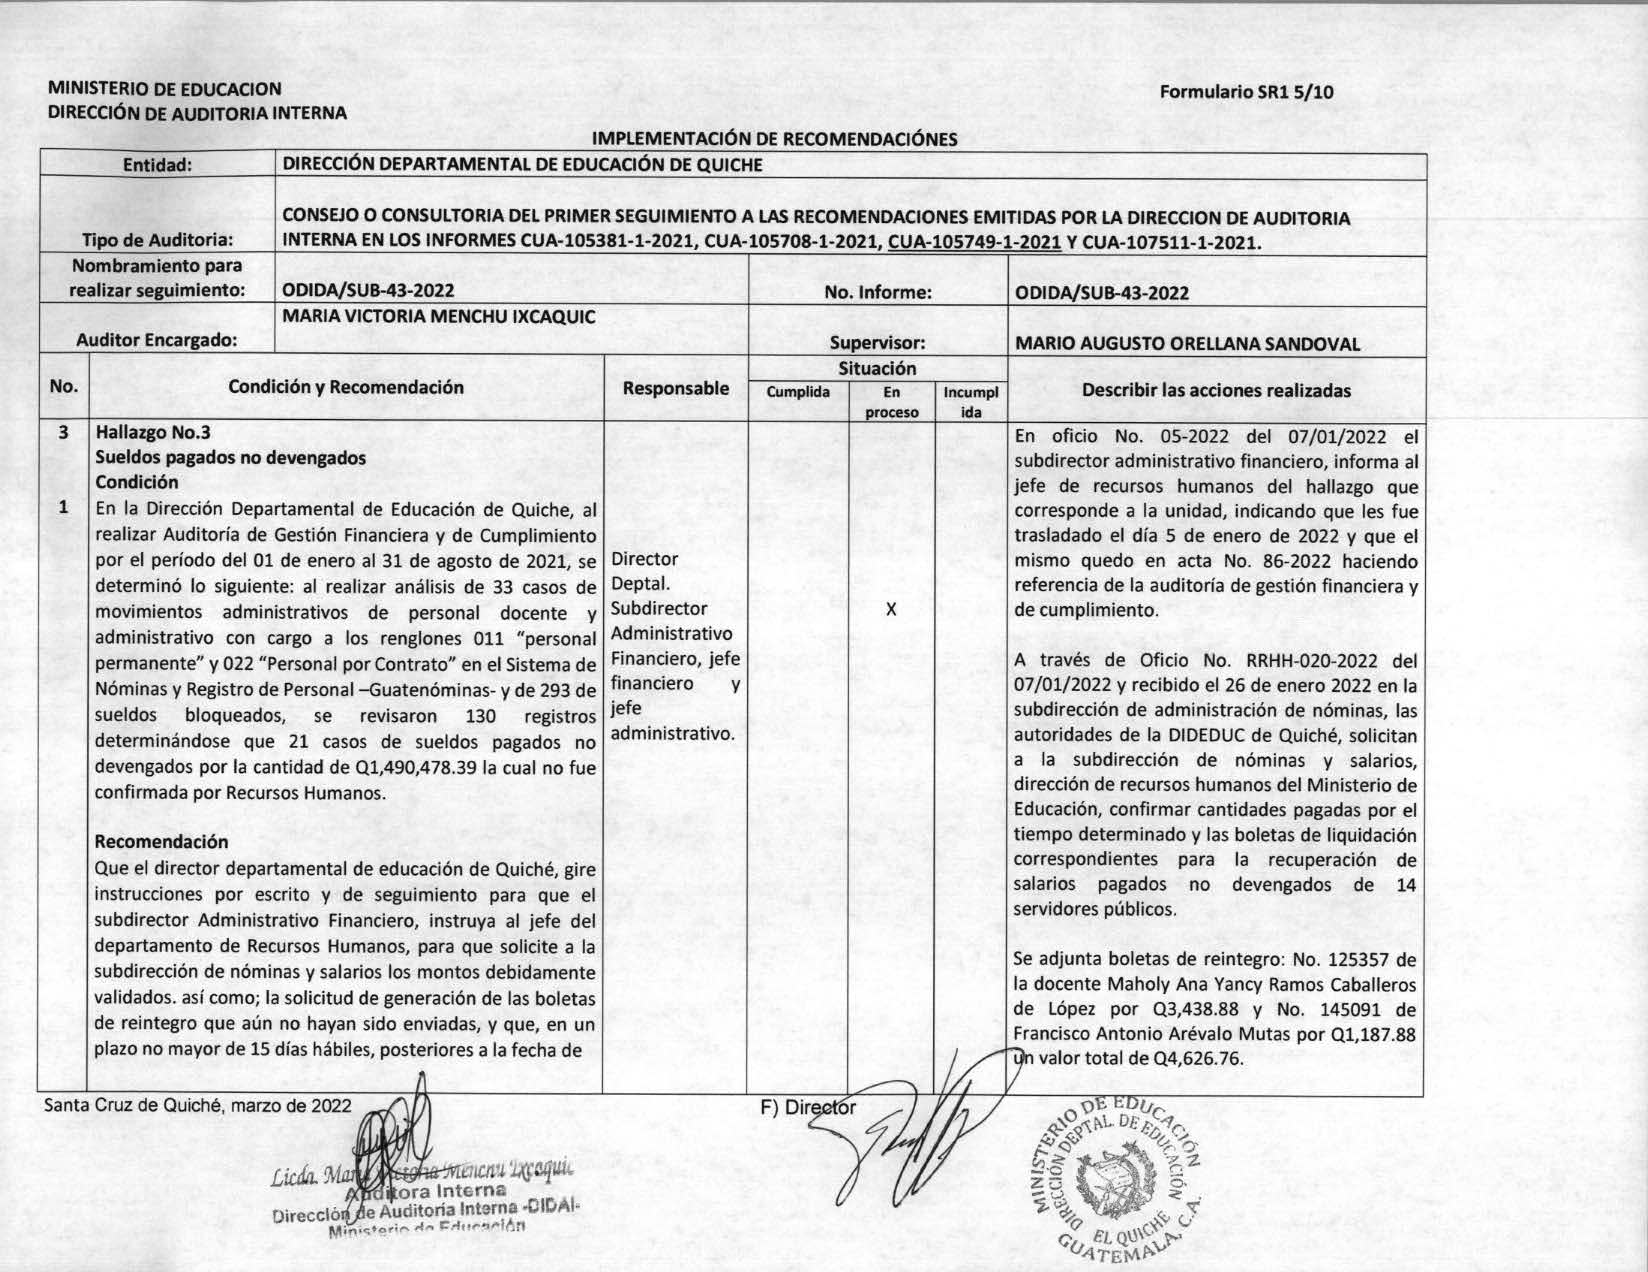 MINISTERIO DE EDUCACION
DIRECCIÓN DE AUDITORIA INTERNA
Formulario SR1 5/10
IMPLEMENTACIÓN DE RECOMENDACIÓNES
Entidad: DIRECCIÓN DEPARTAMENTAL DE EDUCACIÓN DE QUICHE
CONSEJO O CONSULTORIA DEL PRIMER SEGUIMIENTO A LAS RECOMENDACIONES EMITIDAS POR LA DIRECCION DE AUDITORIA
Tipo de Auditoria: INTERNA EN LOS INFORMES CUA-105381-1-2021, CUA-105708-1-2021, CUA-105749-1-2021 Y CUA-107511-1-2021.
Nombramiento para
realizar seguimiento: ODIDA/SUB-43-2022 No. Informe: ODIDA/SUB-43-2022
MARIA VICTORIA MENCHU IXCAQUIC
Auditor Encargado: Supervisor: MARIO AUGUSTO ORELLANA SANDOVAL
No. Condición y Recomendación Responsable Situación Describir las acciones realizadas
Cumplida En Incumpl
proceso ida
3 Hallazgo No.3
Sueldos pagados no devengados
Condición
1 En la Dirección Departamental de Educación de Quiche, al
realizar Auditoría de Gestión Financiera y de Cumplimiento
por el período del 01 de enero al 31 de agosto de 2021, se
determinó lo siguiente: al realizar análisis de 33 casos de
movimientos administrativos de personal docente y
administrativo con cargo a los renglones 011 “personal
permanente” y 022 “Personal por Contrato” en el Sistema de
Nóminas y Registro de Personal –Guatenóminas- y de 293 de
sueldos bloqueados, se revisaron 130 registros
determinándose que 21 casos de sueldos pagados no
devengados por la cantidad de Q1,490,478.39 la cual no fue
confirmada por Recursos Humanos.
Recomendación
Que el director departamental de educación de Quiché, gire
instrucciones por escrito y de seguimiento para que el
subdirector Administrativo Financiero, instruya al jefe del
departamento de Recursos Humanos, para que solicite a la
subdirección de nóminas y salarios los montos debidamente
validados. así como; la solicitud de generación de las boletas
de reintegro que aún no hayan sido enviadas, y que, en un
plazo no mayor de 15 días hábiles, posteriores a la fecha de
Director
Deptal.
Subdirector
Administrativo
Financiero, jefe
financiero y
jefe
administrativo.
X
En oficio No. 05-2022 del 07/01/2022 el
subdirector administrativo financiero, informa al
jefe de recursos humanos del hallazgo que
corresponde a la unidad, indicando que les fue
trasladado el día 5 de enero de 2022 y que el
mismo quedo en acta No. 86-2022 haciendo
referencia de la auditoría de gestión financiera y
de cumplimiento.
A través de Oficio No. RRHH-020-2022 del
07/01/2022 y recibido el 26 de enero 2022 en la
subdirección de administración de nóminas, las
autoridades de la DIDEDUC de Quiché, solicitan
a la subdirección de nóminas y salarios,
dirección de recursos humanos del Ministerio de
Educación, confirmar cantidades pagadas por el
tiempo determinado y las boletas de liquidación
correspondientes para la recuperación de
salarios pagados no devengados de 14
servidores públicos.
Se adjunta boletas de reintegro: No. 125357 de
la docente Maholy Ana Yancy Ramos Caballeros
de López por Q3,438.88 y No. 145091 de
Francisco Antonio Arévalo Mutas por Q1,187.88
un valor total de Q4,626.76.
Santa Cruz de Quiché, marzo de 2022
F) Director
Licda. Menchu Ixcaquic
Auditora Interna
Dirección de Auditoría Interna -DIDAI-
Ministerio de Educación
MINISTERIO DE EDUCACIÓN
DIRECCIÓN DEPTAL. DE EDUCACIÓN
EL QUICHE
GUATEMALA, C.A.